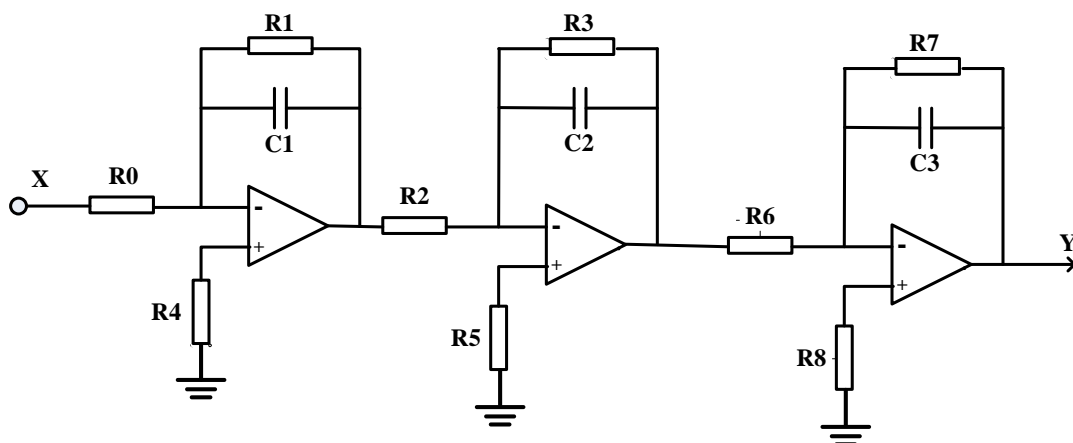 R1
R3
R7
C1
C2
C3
X
R0
R2
R6
Y
-
-
-
+
+
+
R4
R5
R8